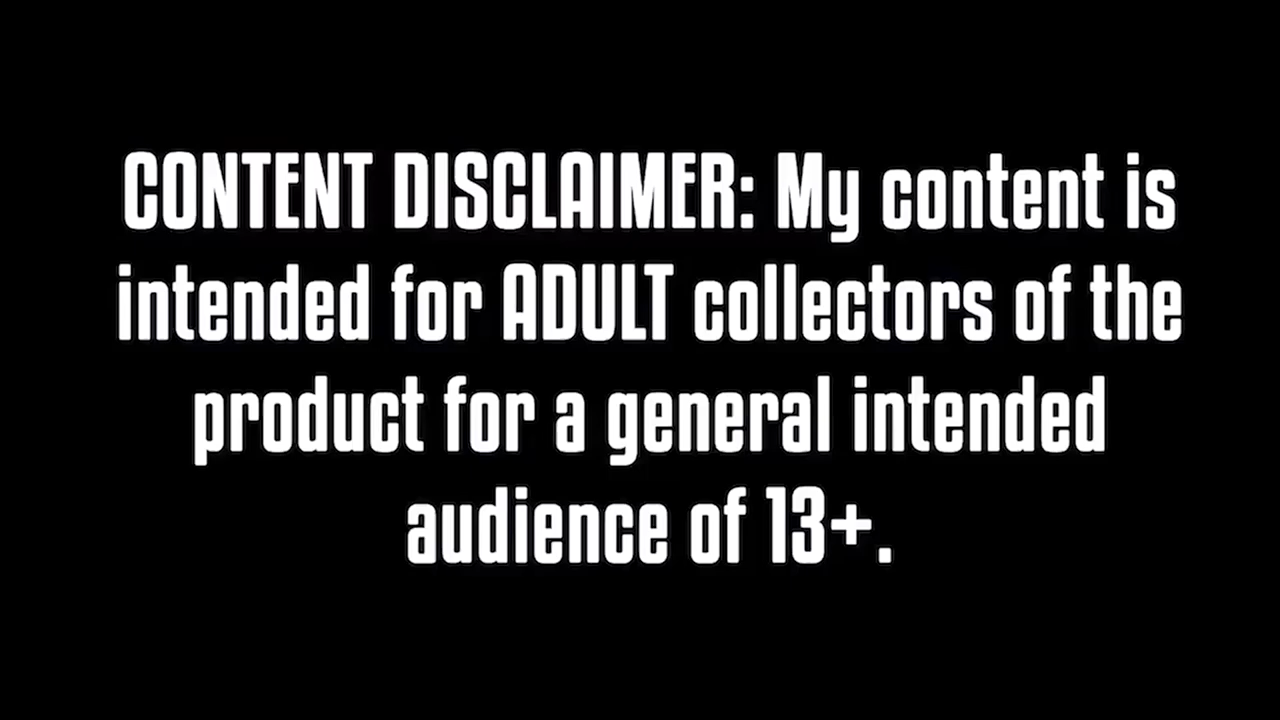 CONTENT DISCLAIMER: My content is
intended for ADULT collectors of the
product for a general intended
audience of 13+.